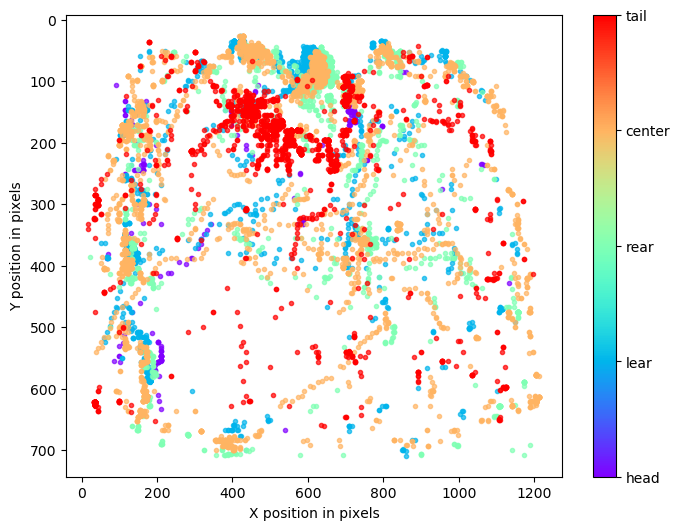 0
100
200
300
400
500
600
700
Y position in pixels
0
200
400
600
800
1000
1200
X position in pixels
tail
center
rear
lear
head